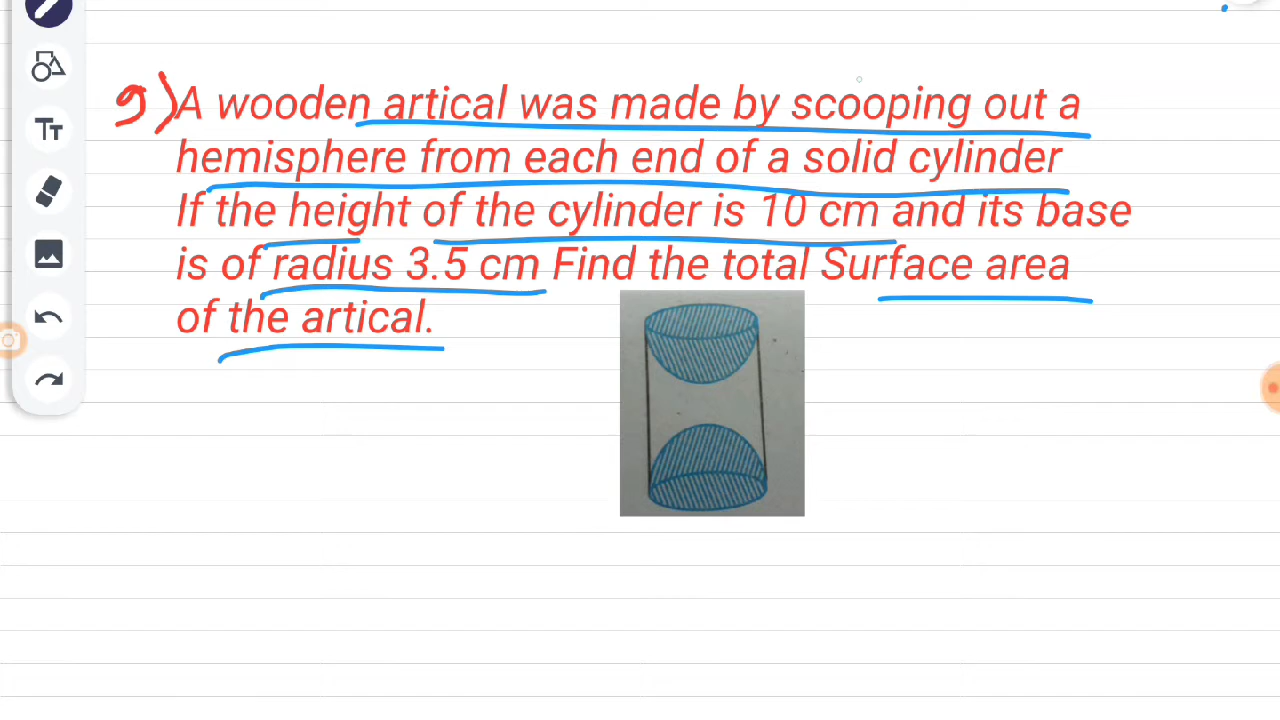 9) A wooden artical was made by scooping out a
hemisphere from each end of a solid cylinder
If the height of the cylinder is 10 cm and its base
is of radius 3.5 cm Find the total Surface area
of the artical.
Tт